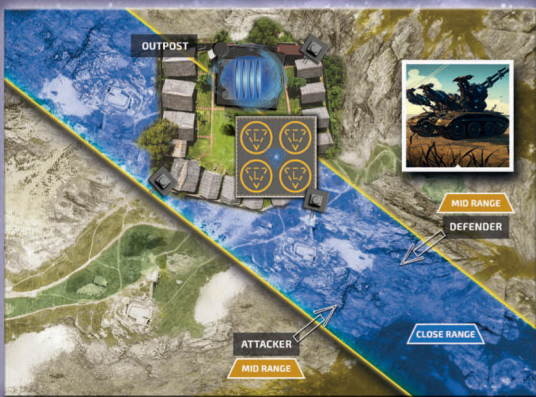 OUTPOST
MID RANGE
DEFENDER
CLOSE RANGE
ATTACKER
MID RANGE